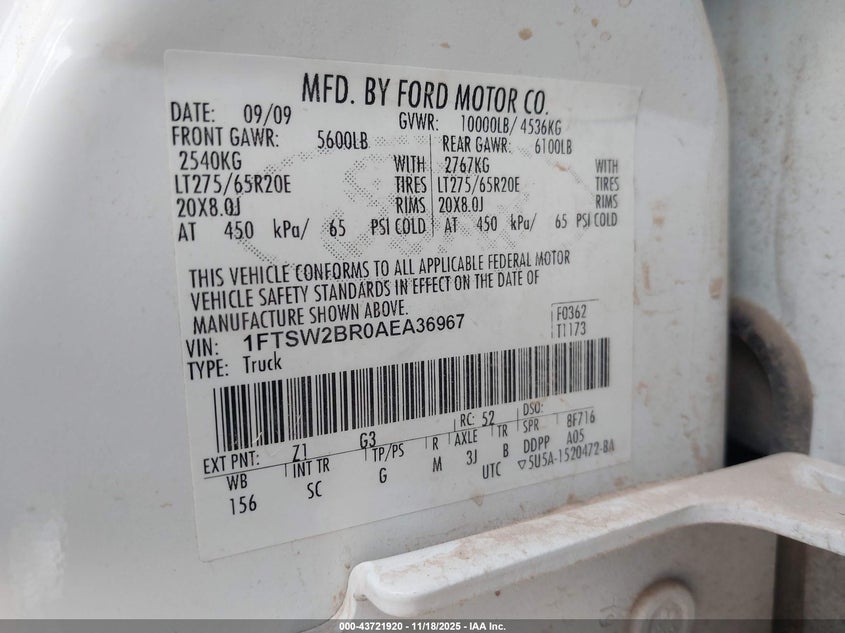 MFD. BY FORD MOTOR CO.
DATE: 09/09 GVWR: 10000LB/ 4536KG
FRONT GAWR: 5600LB REAR GAWR: 6100LB
2540KG WITH 2767KG WITH
LT275/65R20E TIRES LT275/65R20E TIRES
20X8.0J RIMS 20X8.0J RIMS
AT 450 kPa/ 65 PSI COLD AT 450 kPa/ 65 PSI COLD
THIS VEHICLE CONFORMS TO ALL APPLICABLE FEDERAL MOTOR
VEHICLE SAFETY STANDARDS IN EFFECT ON THE DATE OF
MANUFACTURE SHOWN ABOVE.
VIN: 1FTSW2BR0AEA36967 F0362
TYPE: Truck T1173
EXT PNT: Z1 G3 RC: 52 DSO: 8F716
WB INT TR TP/PS R AXLE TR SPR A05
156 SC G M 3J B DDPP
UTC ▽5U5A-1520472-BA
000-43721920 - 11/18/2025 - IAA Inc.